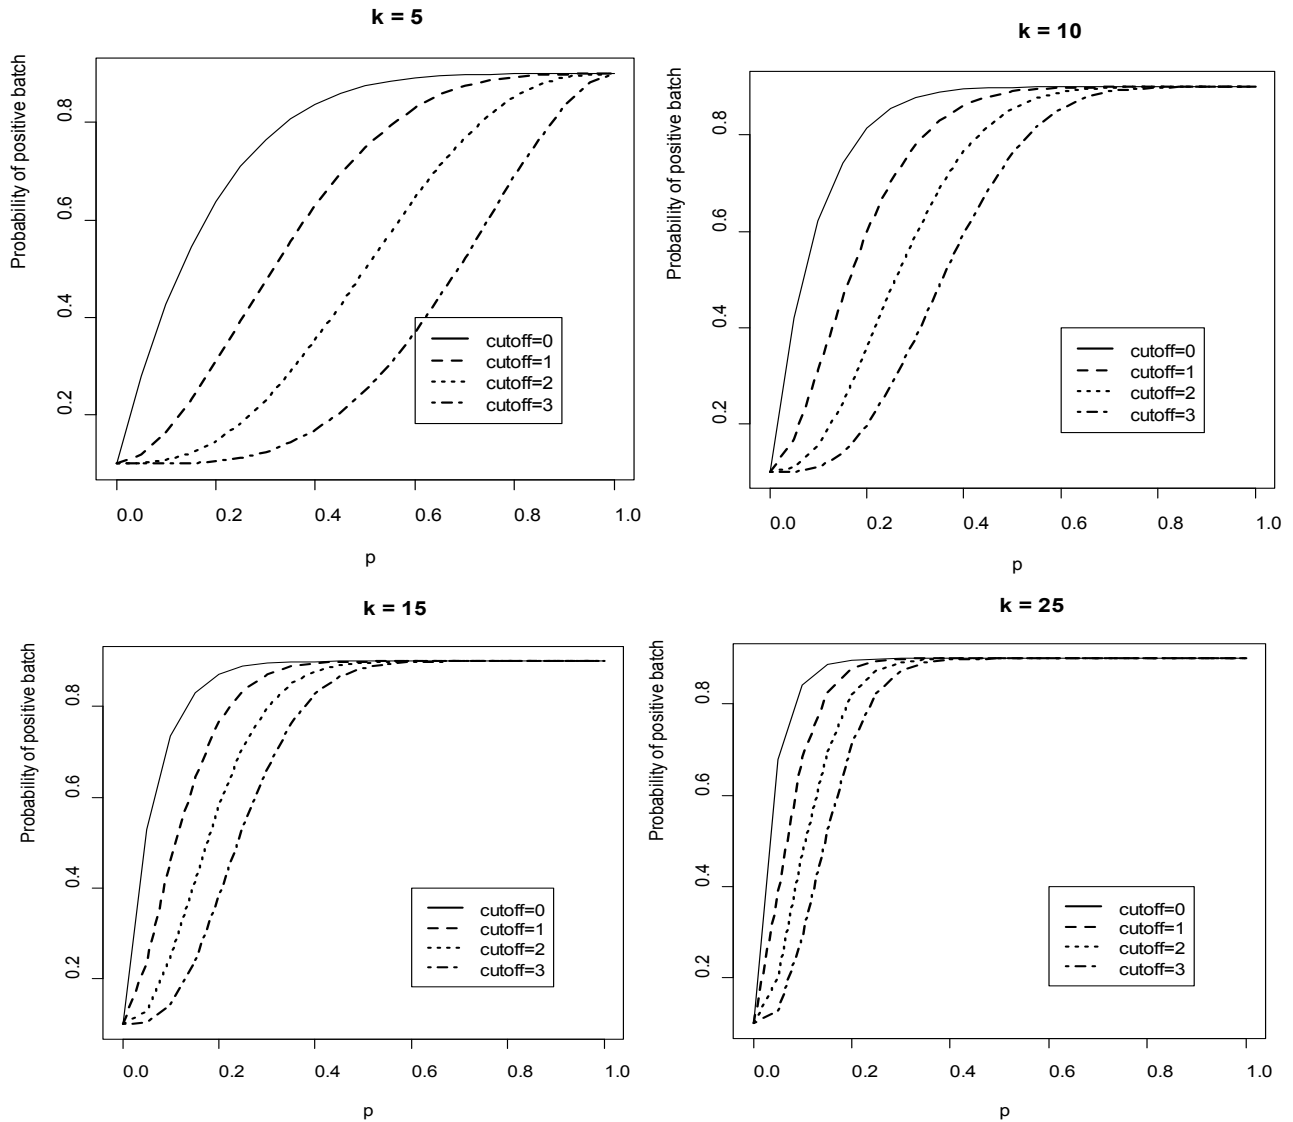 k = 5
Probability of positive batch
0.8
0.6
0.4
0.2
cutoff=0
cutoff=1
cutoff=2
cutoff=3
0.0 0.2 0.4 0.6 0.8 1.0
p
k = 10
Probability of positive batch
0.8
0.6
0.4
0.2
cutoff=0
cutoff=1
cutoff=2
cutoff=3
0.0 0.2 0.4 0.6 0.8 1.0
p
k = 15
Probability of positive batch
0.8
0.6
0.4
0.2
cutoff=0
cutoff=1
cutoff=2
cutoff=3
0.0 0.2 0.4 0.6 0.8 1.0
p
k = 25
Probability of positive batch
0.8
0.6
0.4
0.2
cutoff=0
cutoff=1
cutoff=2
cutoff=3
0.0 0.2 0.4 0.6 0.8 1.0
p